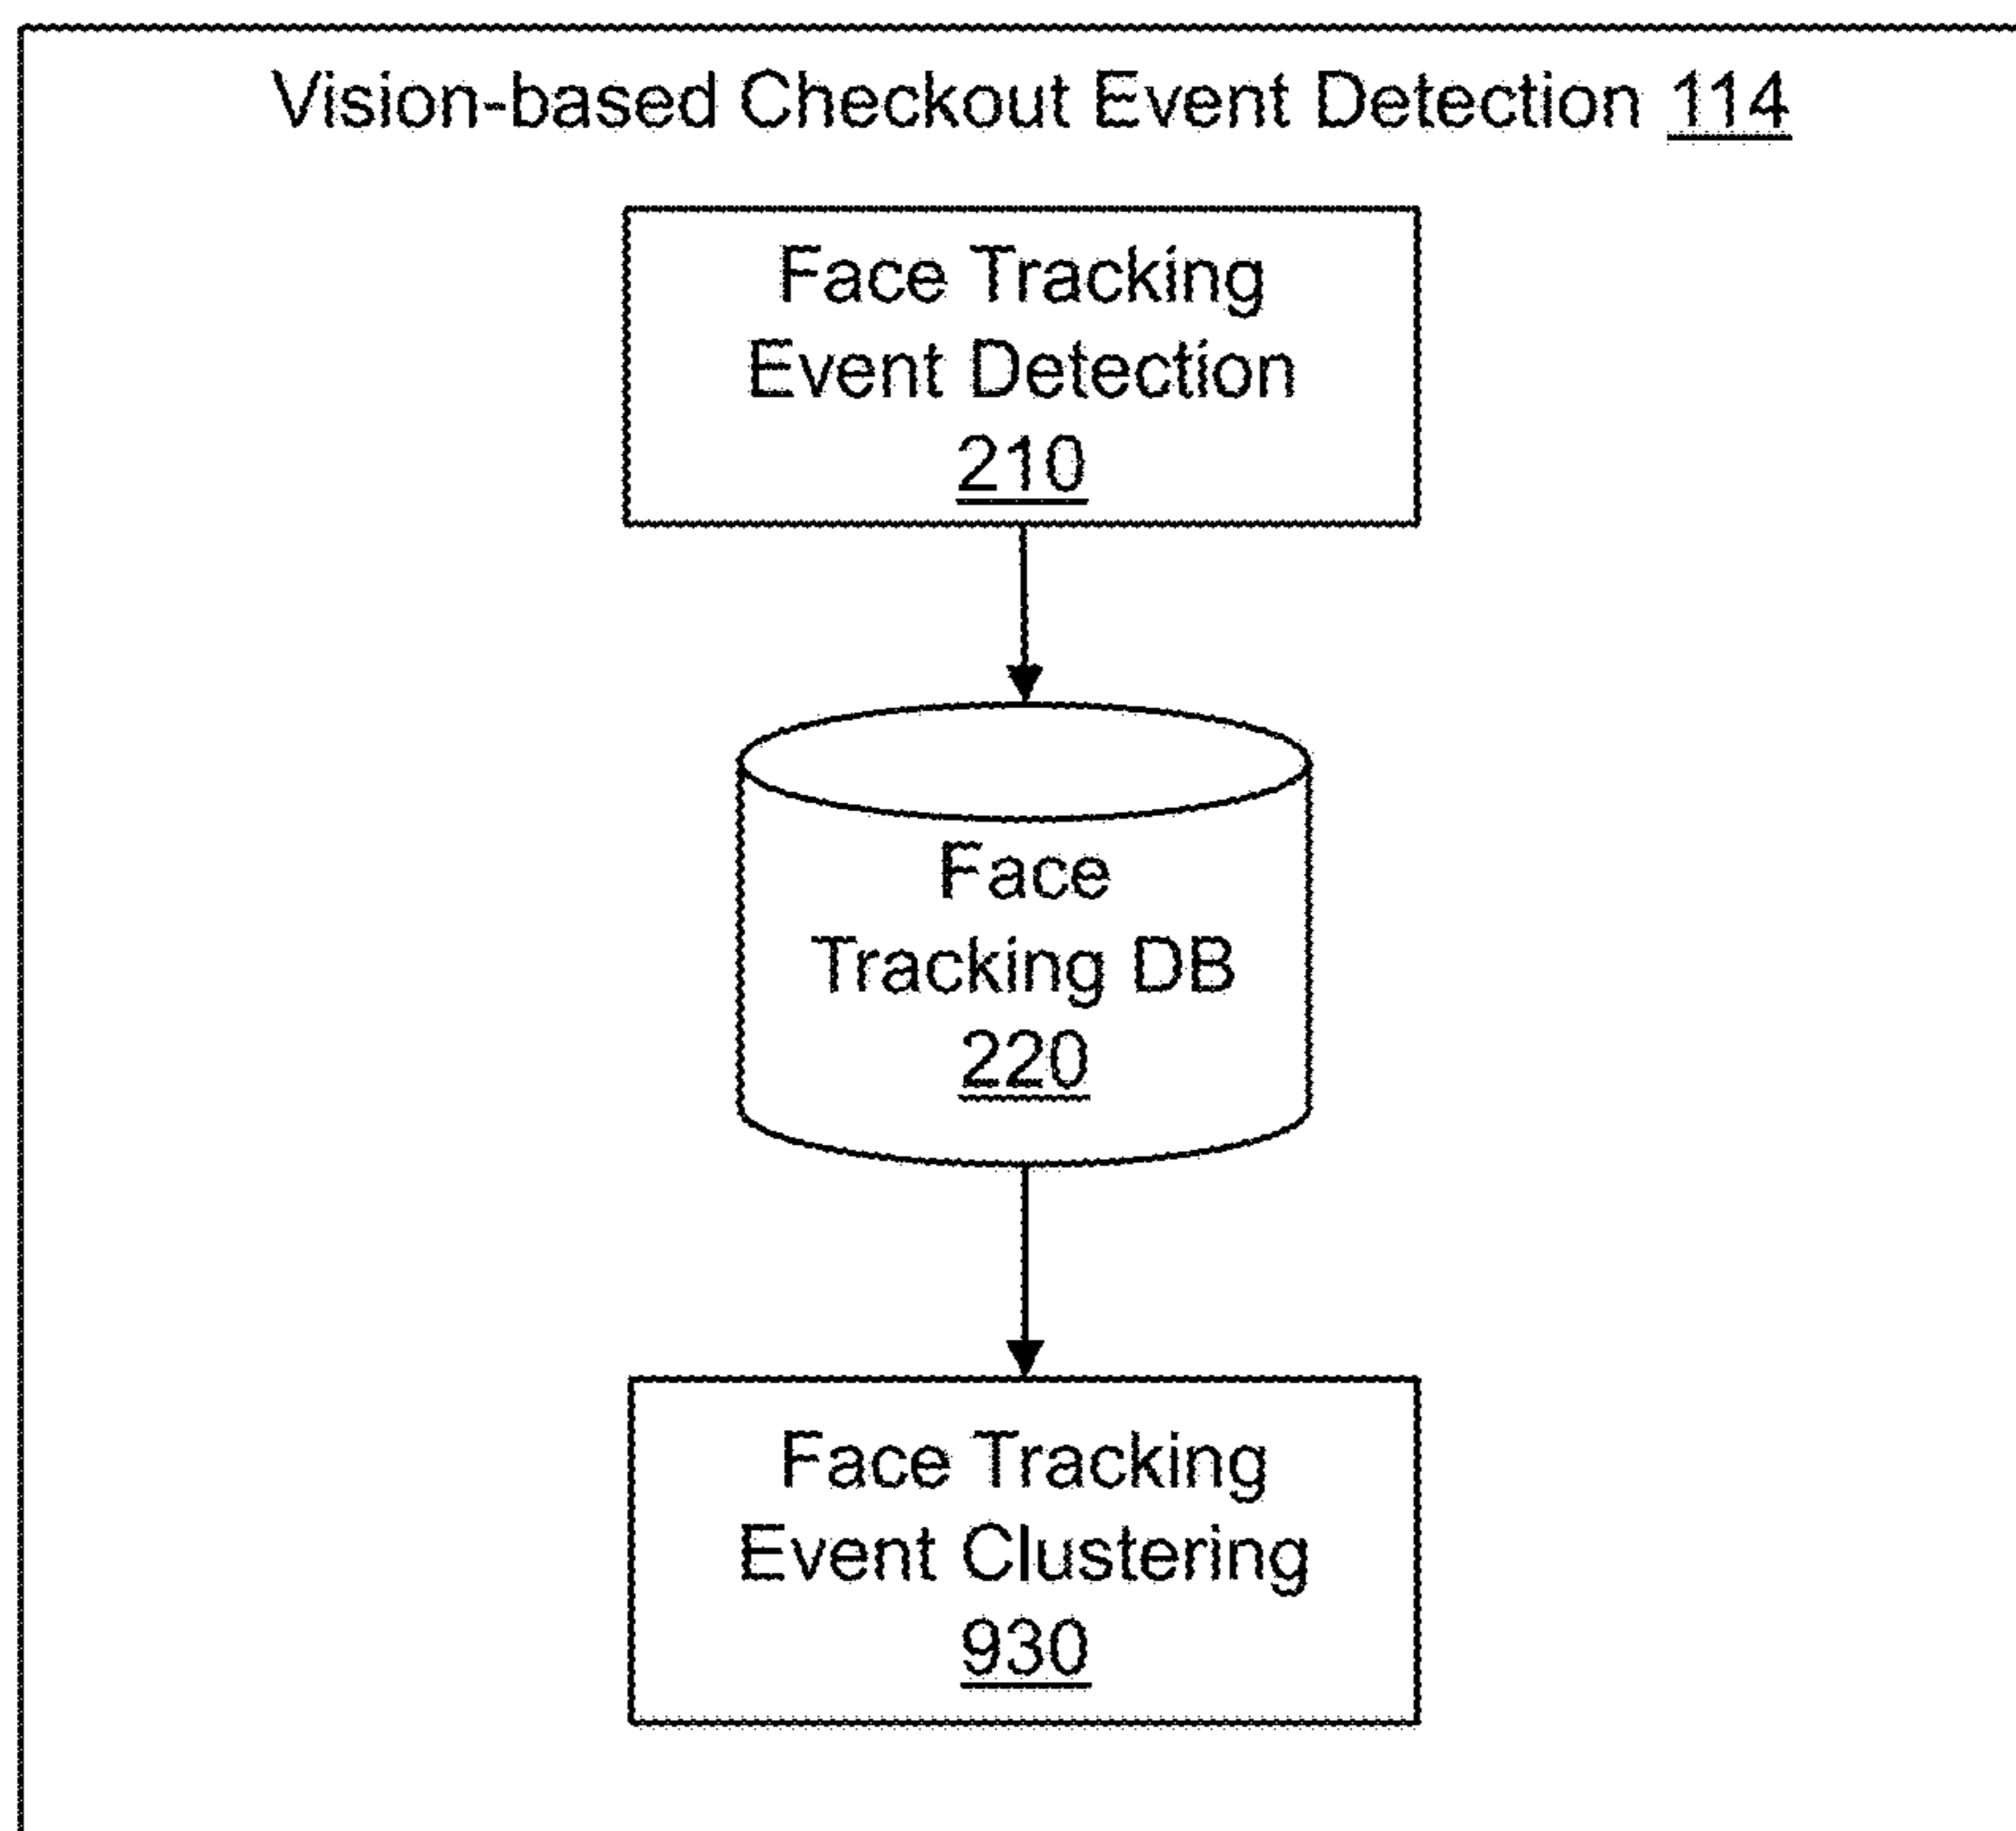 Vision-based Checkout Event Detection 114
Face Tracking
Event Detection
210
Face
Tracking DB
220
Face Tracking
Event Clustering
930